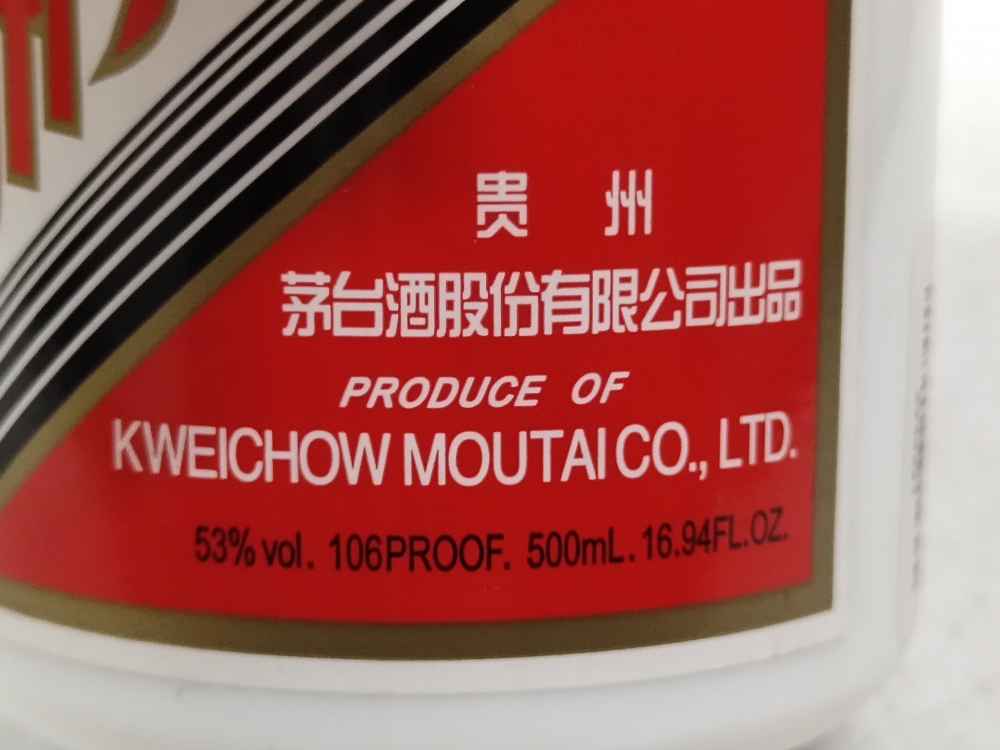 贵 州
茅台酒股份有限公司出品
PRODUCE OF
KWEICHOW MOUTAI CO., LTD.
53% vol. 106PROOF. 500mL. 16.94FL.OZ.